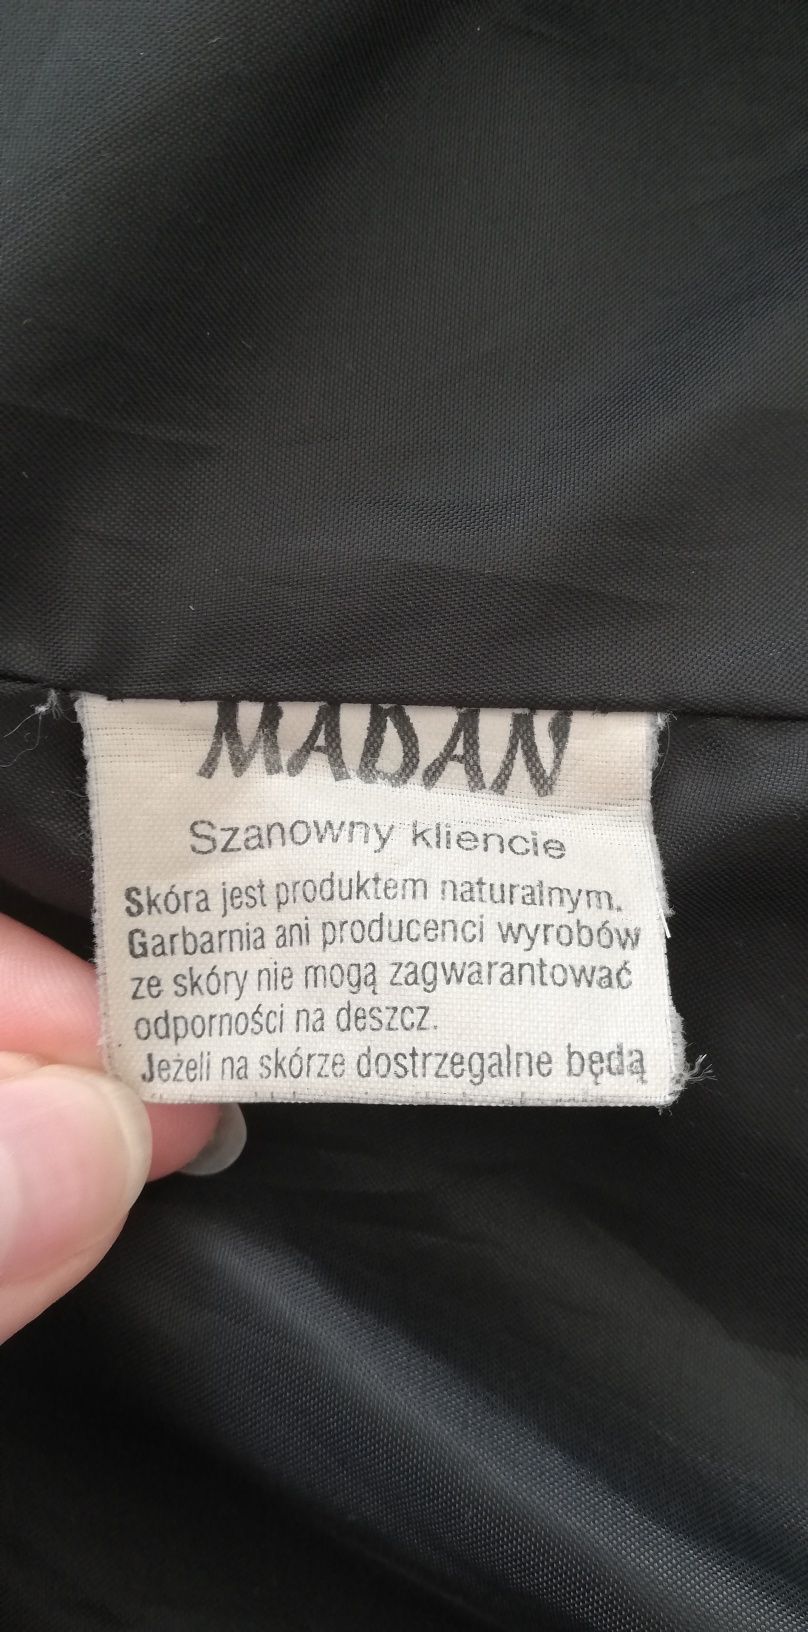 MADAN
Szanowny kliencie
Skóra jest produktem naturalnym.
Garbarnia ani producenci wyrobów
ze skóry nie mogą zagwarantować
odporności na deszcz.
Jeżeli na skórze dostrzegalne będą